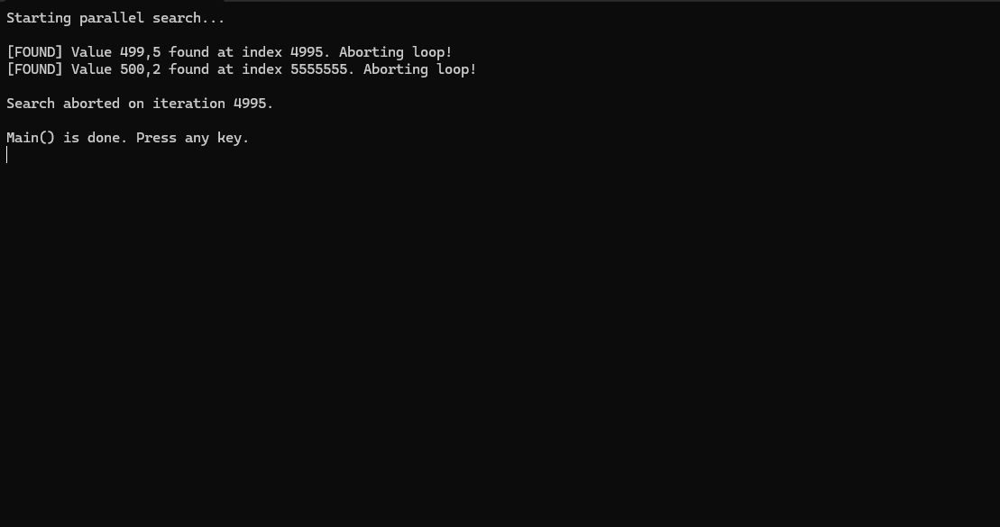 Starting parallel search...
[FOUND] Value 499,5 found at index 4995. Aborting loop!
[FOUND] Value 500,2 found at index 5555555. Aborting loop!
Search aborted on iteration 4995.
Main() is done. Press any key.